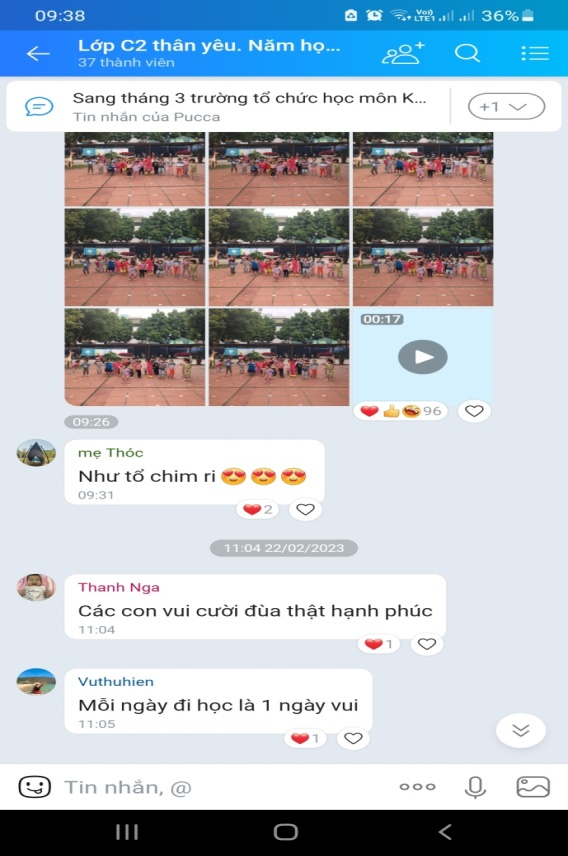 09:38
Vo)) LTE1 36%
Lớp C2 thân yêu. Năm họ...
37 thành viên
Sang tháng 3 trường tổ chức học môn K...
Tin nhắn của Pucca
+1
00:17
96
09:26
mẹ Thóc
Như tổ chim ri 😍 😍 😍
09:31
2
11:04 22/02/2023
Thanh Nga
Các con vui cười đùa thật hạnh phúc
11:04
1
Vuthuhien
Mỗi ngày đi học là 1 ngày vui
11:05
1
Tin nhắn, @